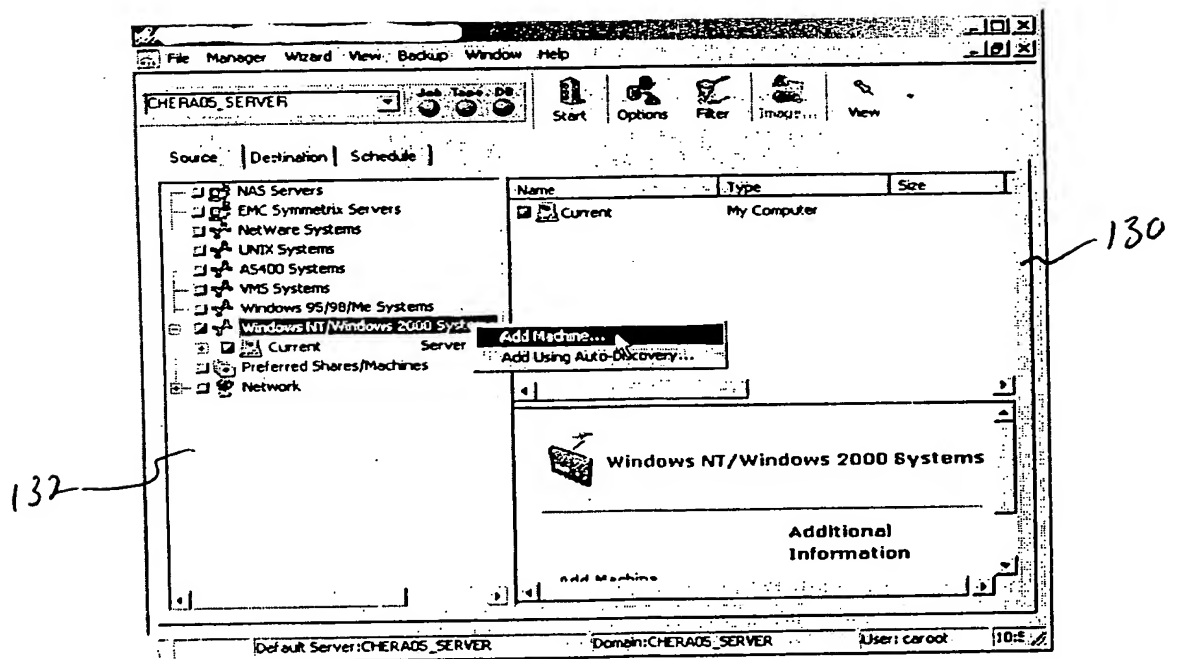 File Manager Wizard View Backup Window Help
CHERA05_SERVER
Job Tape DB
Start Options Filter Image... View
Source Destination Schedule
NAS Servers
EMC Symmetrix Servers
NetWare Systems
UNIX Systems
AS400 Systems
VMS Systems
Windows 95/98/Me Systems
Windows NT/Windows 2000 Syste
Current Server
Preferred Shares/Machines
Network
Name Type Size
Current My Computer
Add Machine...
Add Using Auto-Discovery...
Windows NT/Windows 2000 Systems
Additional
Information
Add Machine
130
132
Default Server:CHERA05_SERVER Domain:CHERA05_SERVER User: caroot 10:5